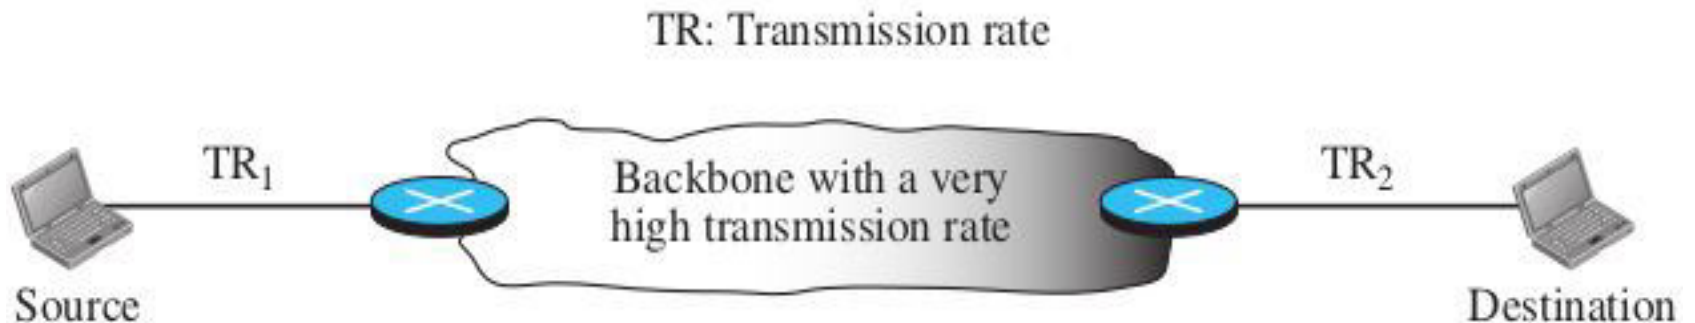 TR: Transmission rate
TR₁
Backbone with a very
high transmission rate
TR₂
Source
Destination